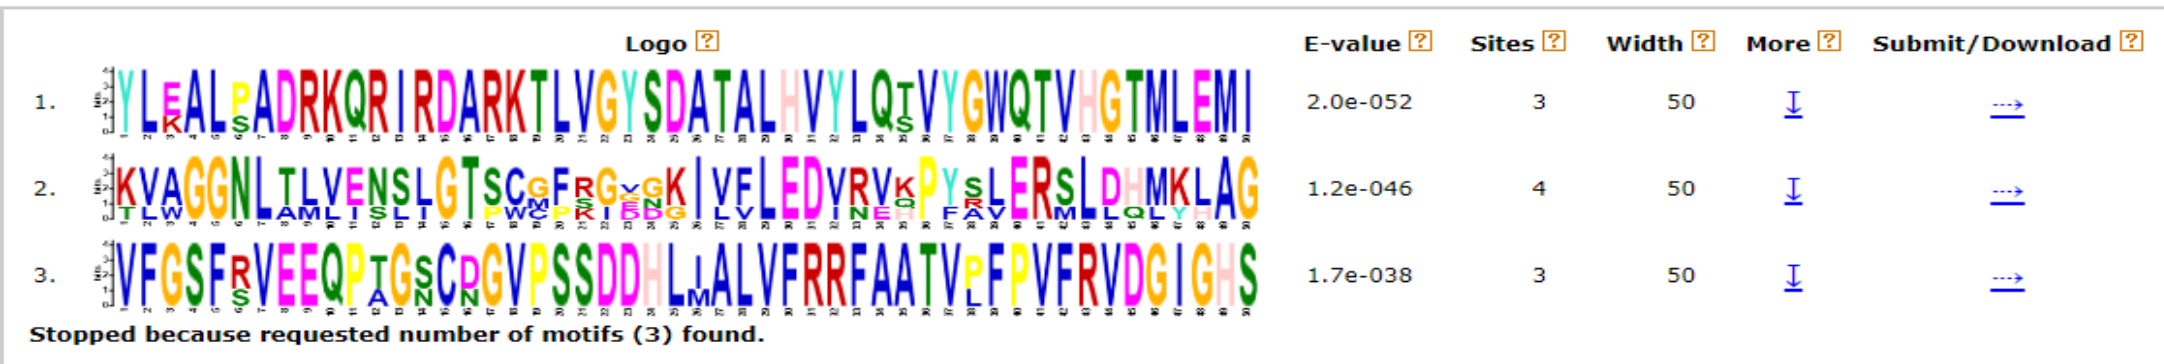 Logo ? E-value ? Sites ? Width ? More ? Submit/Download ?
1. YLEALPADRKQRIRDARKTLVGYSDATALHVYLQTVYGWQTVHGTMLEMI 2.0e-052 3 50 ↧ ⇢
K S S
2. KVAGGNLTLVENSLGTSCGFRGVGKIVFLEDVRVKPYSLERSLDHMKLAG 1.2e-046 4 50 ↧ ⇢
3. VFGSFRVEEQPTGSCDGVPSSDDHLIALVFRRFAATVPFPVFRVDGIGHS 1.7e-038 3 50 ↧ ⇢
S A N N M L
Stopped because requested number of motifs (3) found.